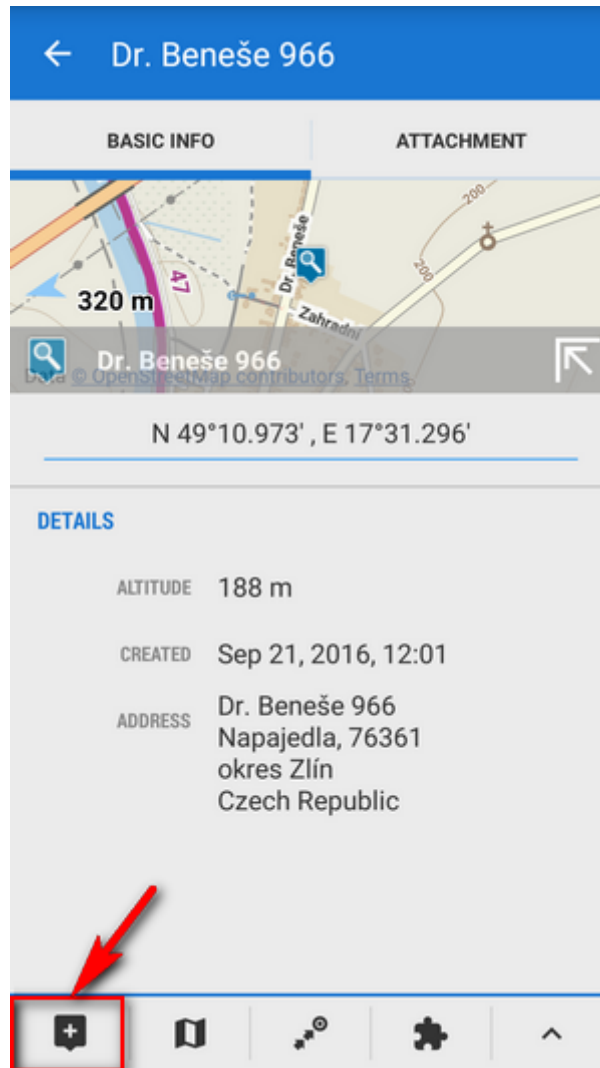 Dr. Beneše 966
BASIC INFO
ATTACHMENT
200
Dr. Beneše
200
47
320 m
Zahradní
Dr. Beneše 966
Data © OpenStreetMap contributors, Terms
N 49°10.973' , E 17°31.296'
DETAILS
ALTITUDE 188 m
CREATED Sep 21, 2016, 12:01
ADDRESS Dr. Beneše 966
Napajedla, 76361
okres Zlín
Czech Republic